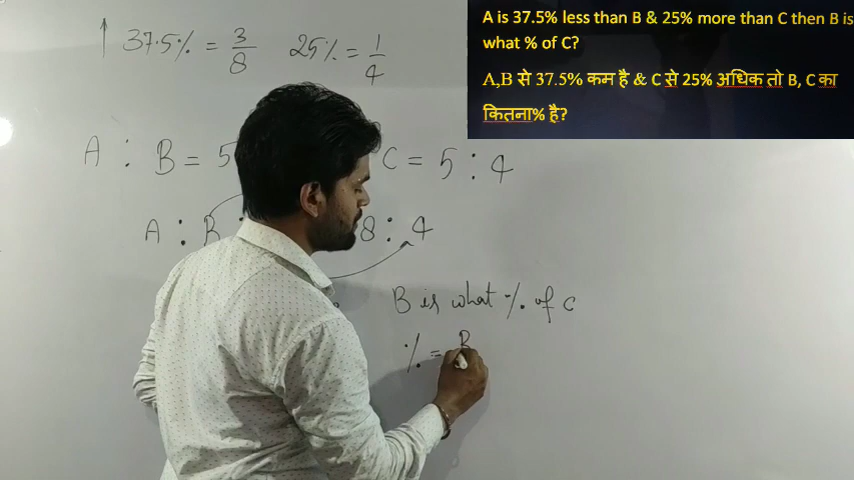 A is 37.5% less than B & 25% more than C then B is
what % of C?
A,B से 37.5% कम है & C से 25% अधिक तो B, C का
कितना% है?
37.5% = 3/8 25% = 1/4
A : B = 5 C = 5 : 4
A : B 8 : 4
B is what % of C
% = B